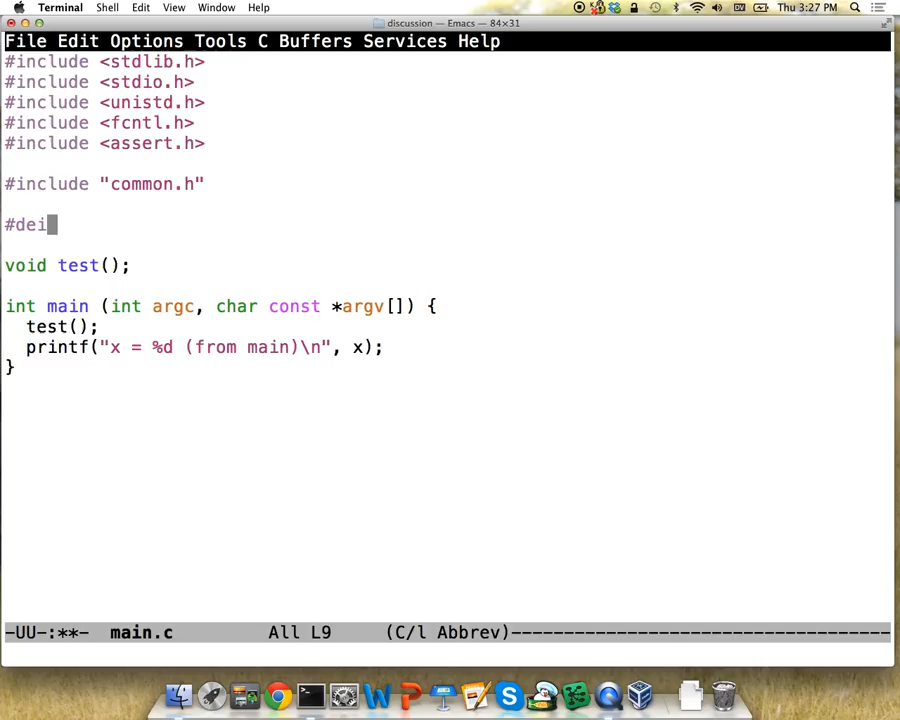 Terminal Shell Edit View Window Help Thu 3:27 PM
discussion — Emacs — 84×31
File Edit Options Tools C Buffers Services Help
#include <stdlib.h>
#include <stdio.h>
#include <unistd.h>
#include <fcntl.h>
#include <assert.h>
#include "common.h"
#dei
void test();
int main (int argc, char const *argv[]) {
test();
printf("x = %d (from main)\n", x);
}
-UU-:**- main.c All L9 (C/l Abbrev)------------------------------------